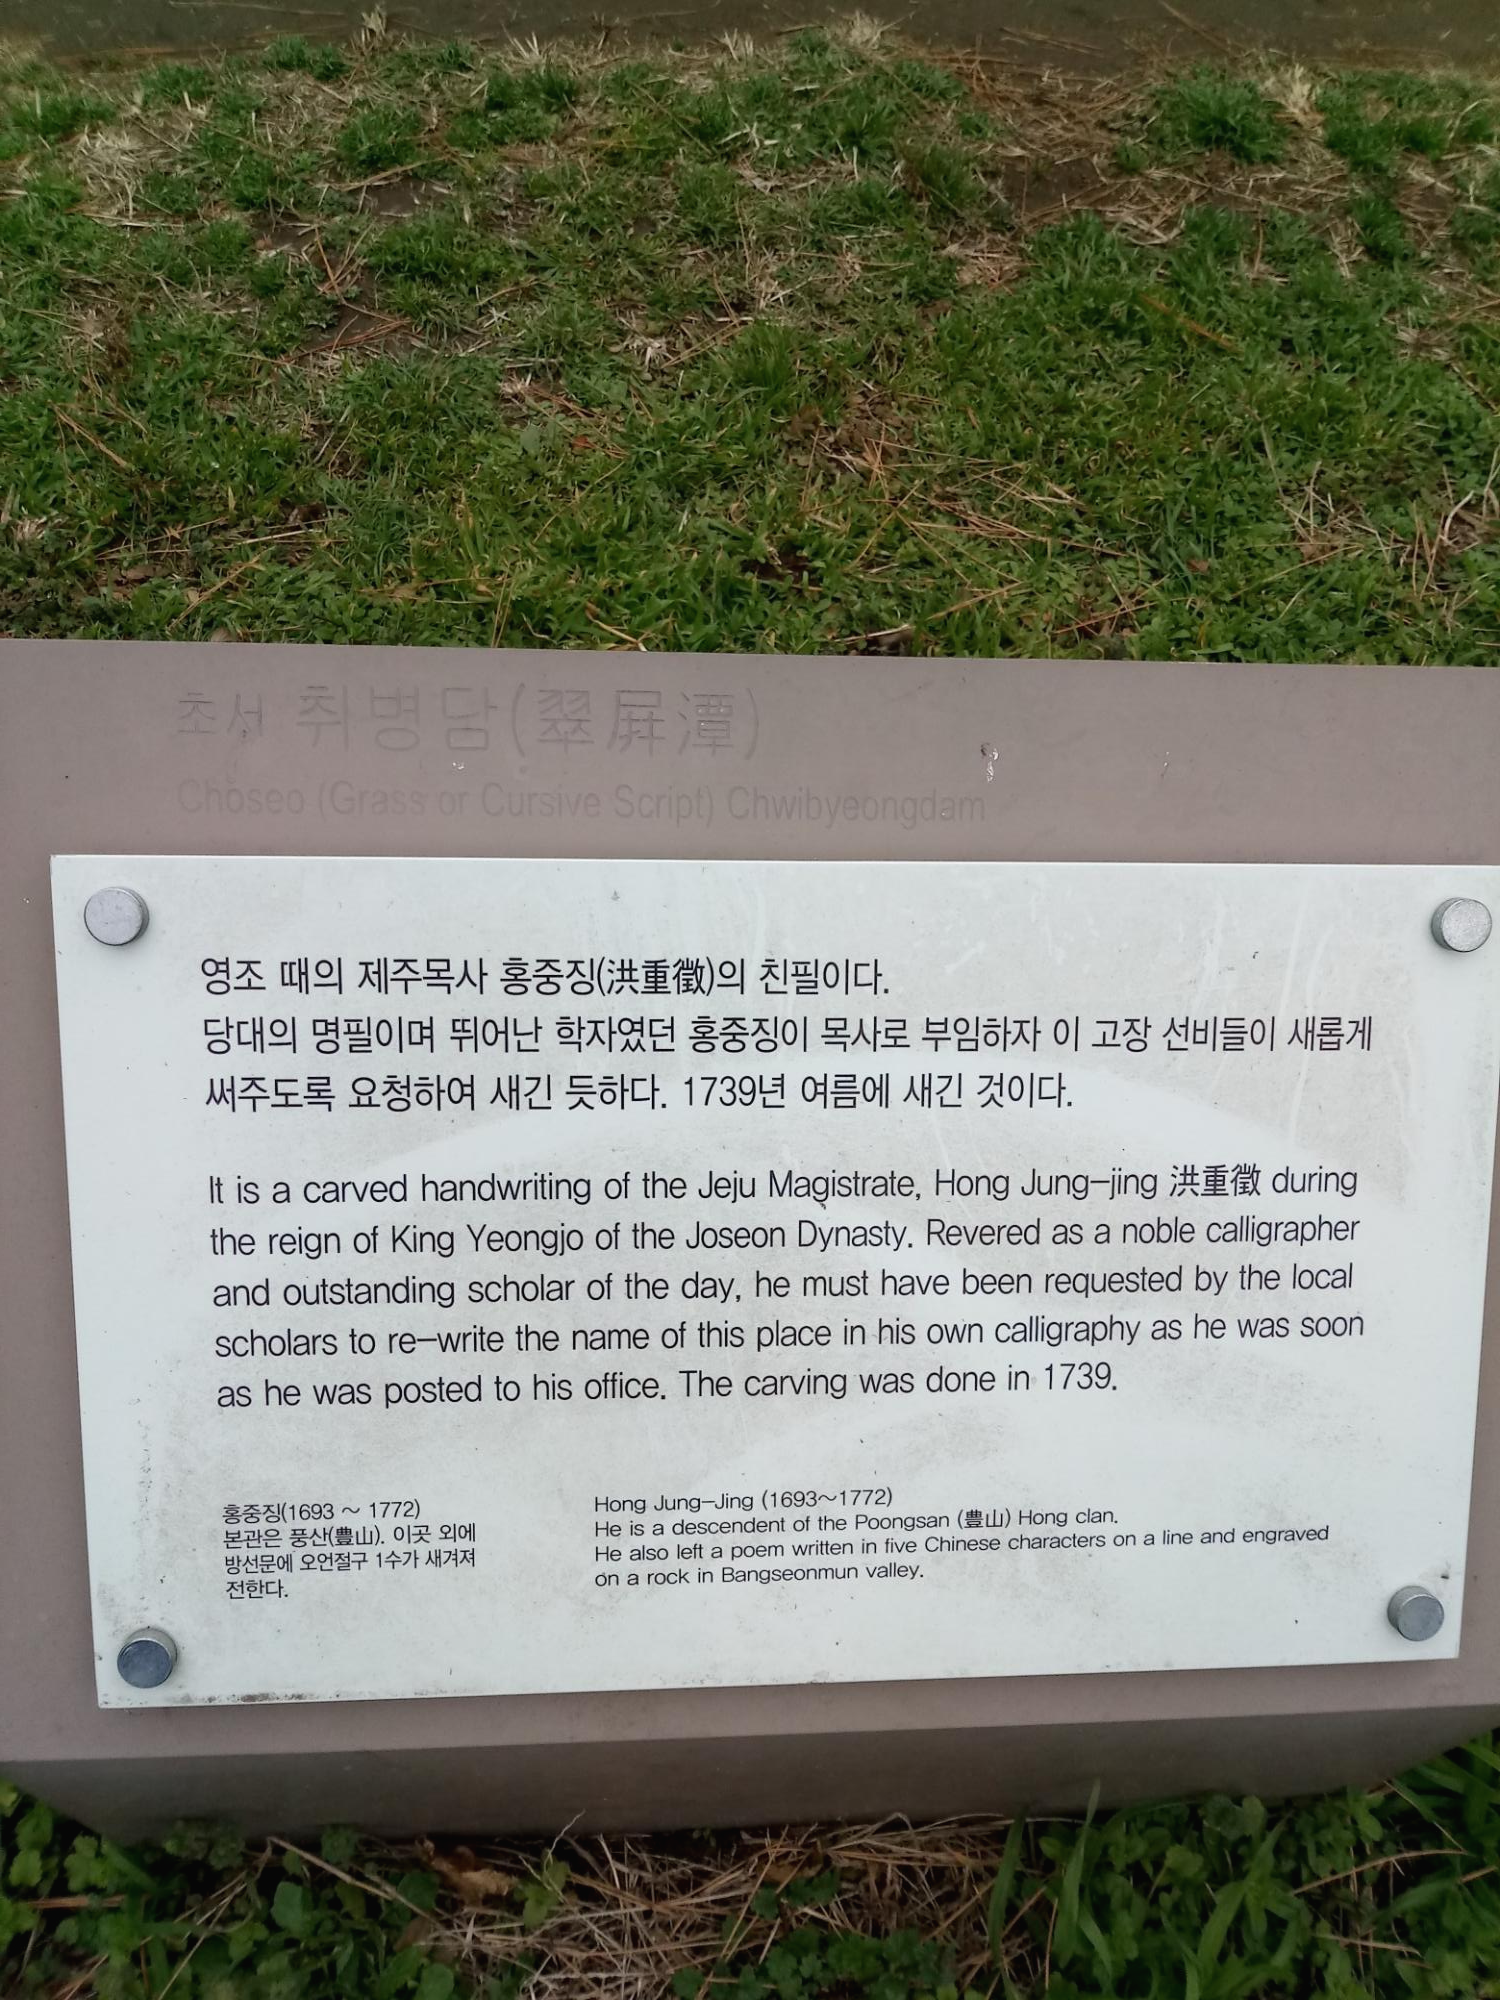 초서 취병담(翠屛潭)
Choseo (Grass or Cursive Script) Chwibyeongdam
영조 때의 제주목사 홍중징(洪重徵)의 친필이다.
당대의 명필이며 뛰어난 학자였던 홍중징이 목사로 부임하자 이 고장 선비들이 새롭게
써주도록 요청하여 새긴 듯하다. 1739년 여름에 새긴 것이다.
It is a carved handwriting of the Jeju Magistrate, Hong Jung-jing 洪重徵 during
the reign of King Yeongjo of the Joseon Dynasty. Revered as a noble calligrapher
and outstanding scholar of the day, he must have been requested by the local
scholars to re-write the name of this place in his own calligraphy as he was soon
as he was posted to his office. The carving was done in 1739.
홍중징(1693 ~ 1772)
본관은 풍산(豊山). 이곳 외에
방선문에 오언절구 1수가 새겨져
전한다.
Hong Jung-Jing (1693~1772)
He is a descendent of the Poongsan (豊山) Hong clan.
He also left a poem written in five Chinese characters on a line and engraved
on a rock in Bangseonmun valley.